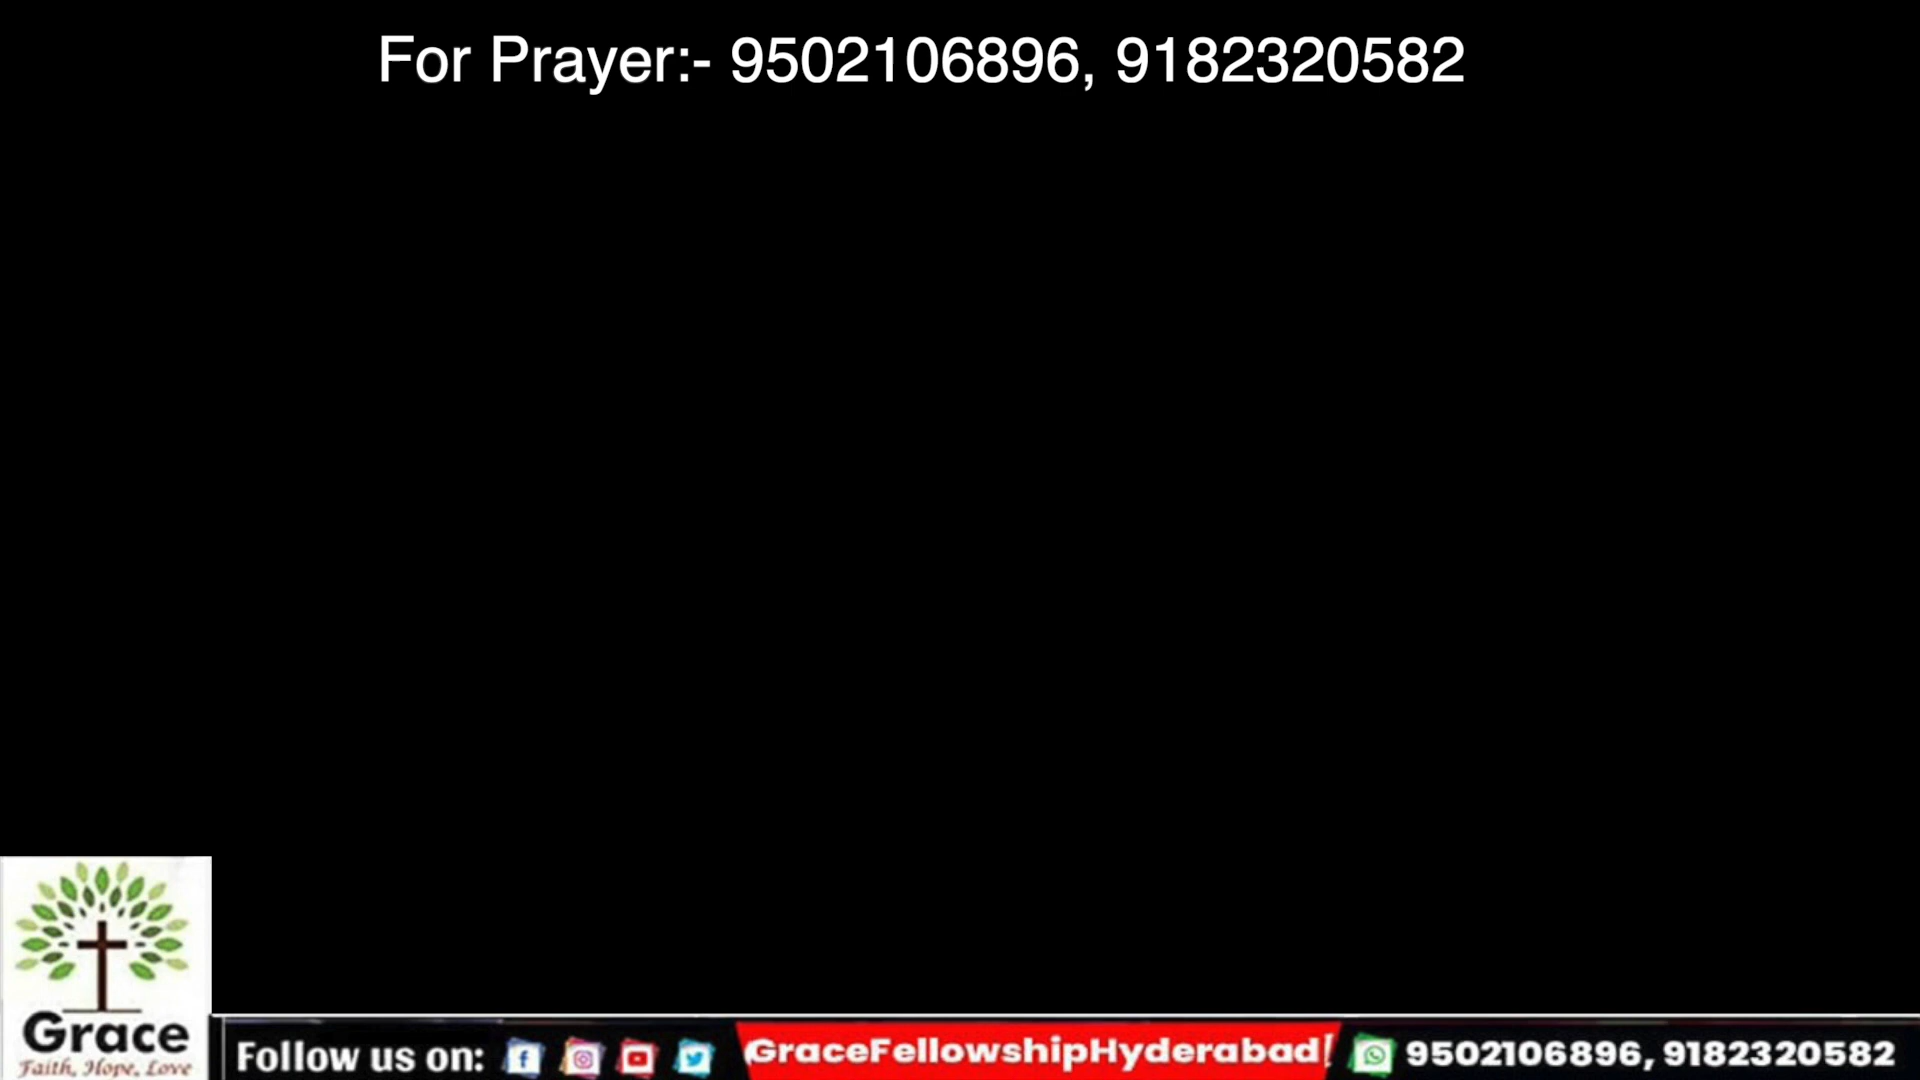 For Prayer:- 9502106896, 9182320582
Grace
Faith, Hope, Love
Follow us on: GraceFellowshipHyderabad! 9502106896, 9182320582